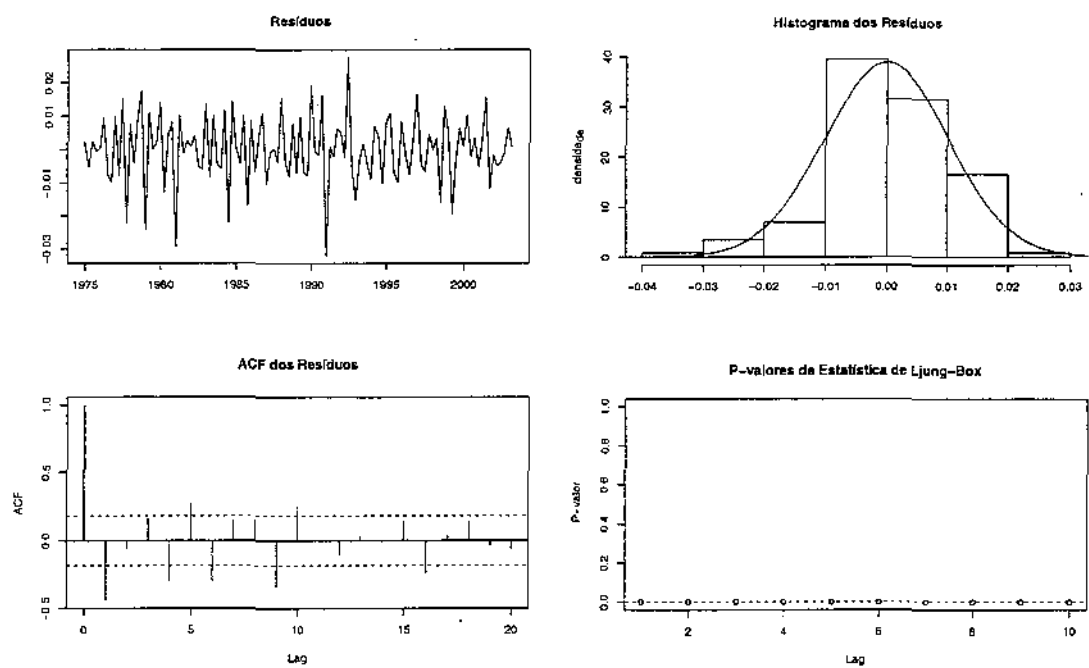 Resíduos
0.02
0.01
-0.01
-0.03
1975 1980 1985 1990 1995 2000
Histograma dos Resíduos
densidade
40
30
20
10
0
-0.04 -0.03 -0.02 -0.01 0.00 0.01 0.02 0.03
ACF dos Resíduos
ACF
1.0
0.5
0.0
-0.5
0 5 10 15 20
Lag
P-valores da Estatística de Ljung-Box
P-valor
1.0
0.8
0.6
0.4
0.2
0.0
2 4 6 8 10
Lag